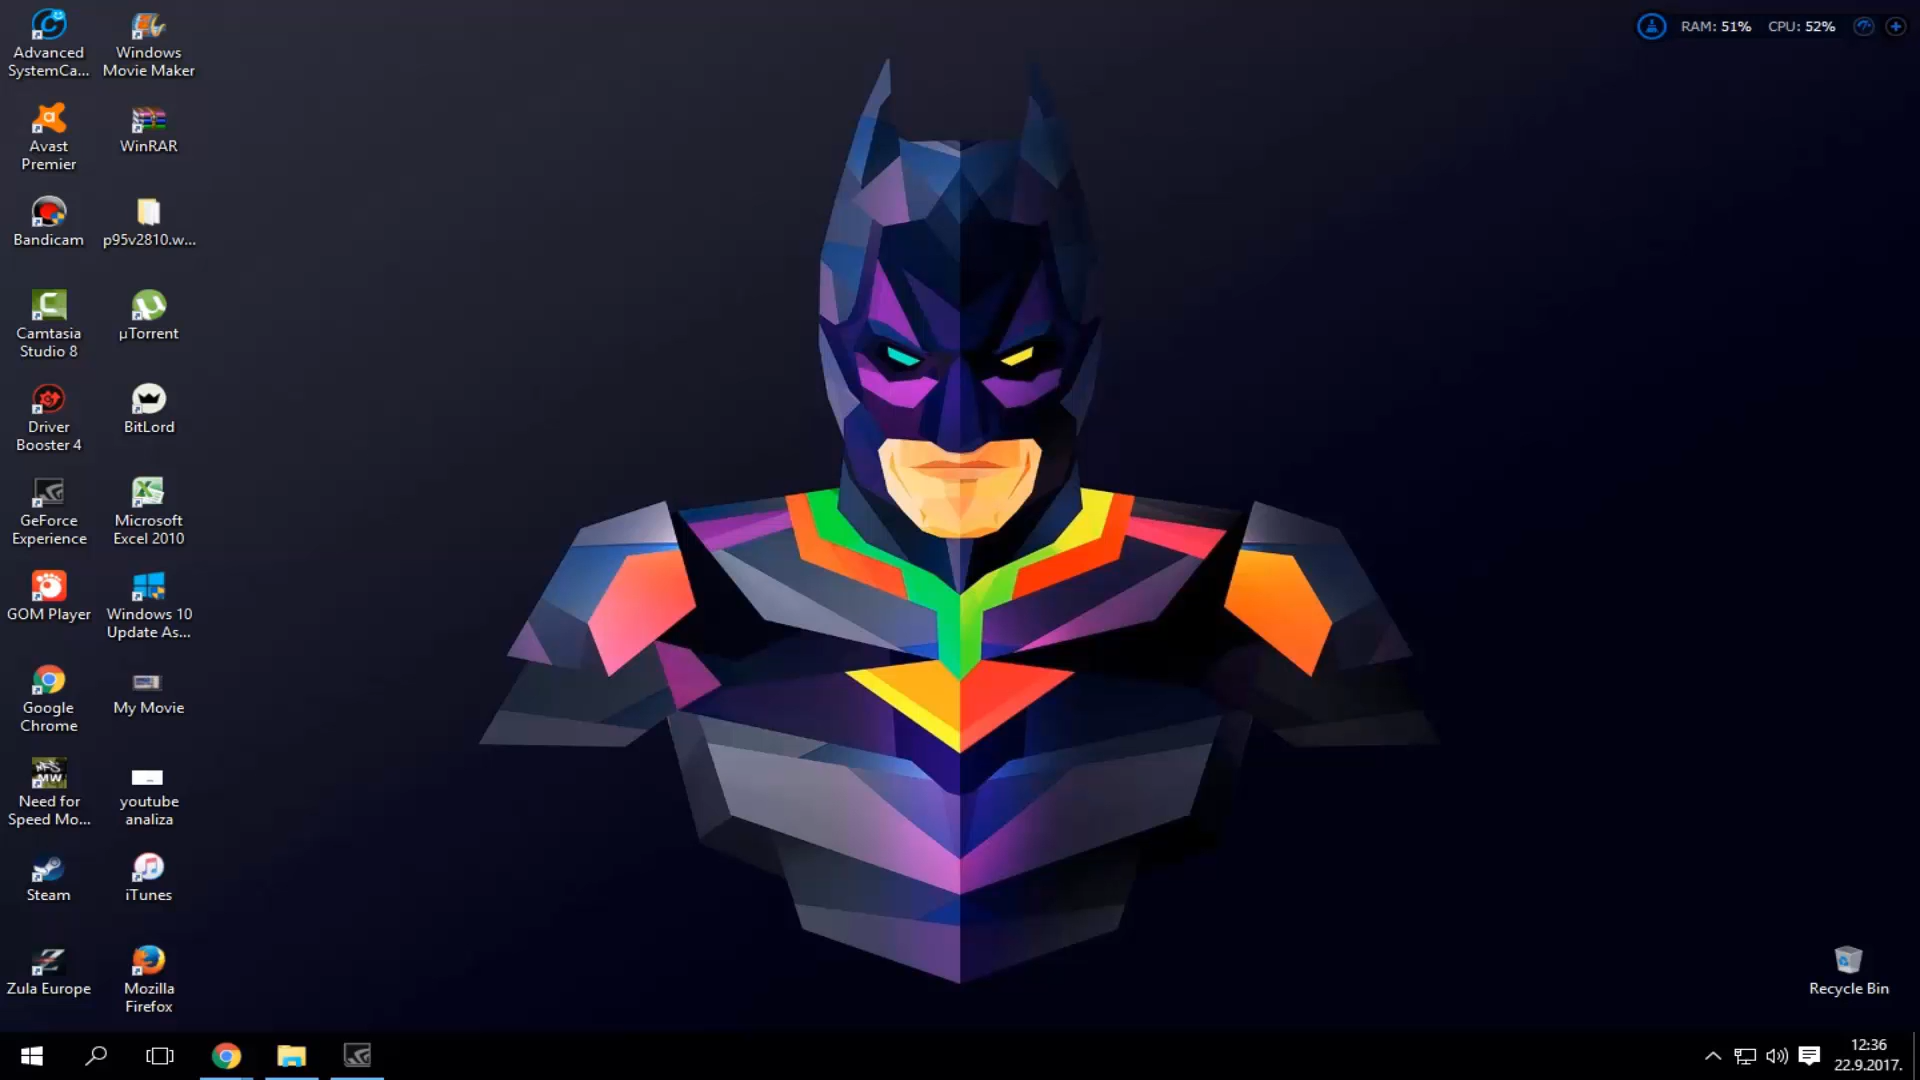 Advanced
SystemCa...
Windows
Movie Maker
RAM: 51% CPU: 52%
Avast
Premier
WinRAR
Bandicam
p95v2810.w...
Camtasia
Studio 8
µTorrent
Driver
Booster 4
BitLord
GeForce
Experience
Microsoft
Excel 2010
GOM Player
Windows 10
Update As...
Google
Chrome
My Movie
MW
Need for
Speed Mo...
youtube
analiza
Steam
iTunes
Zula Europe
Mozilla
Firefox
Recycle Bin
12:36
22.9.2017.